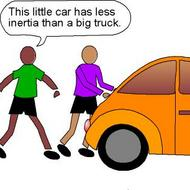 This little car has less
inertia than a big truck.